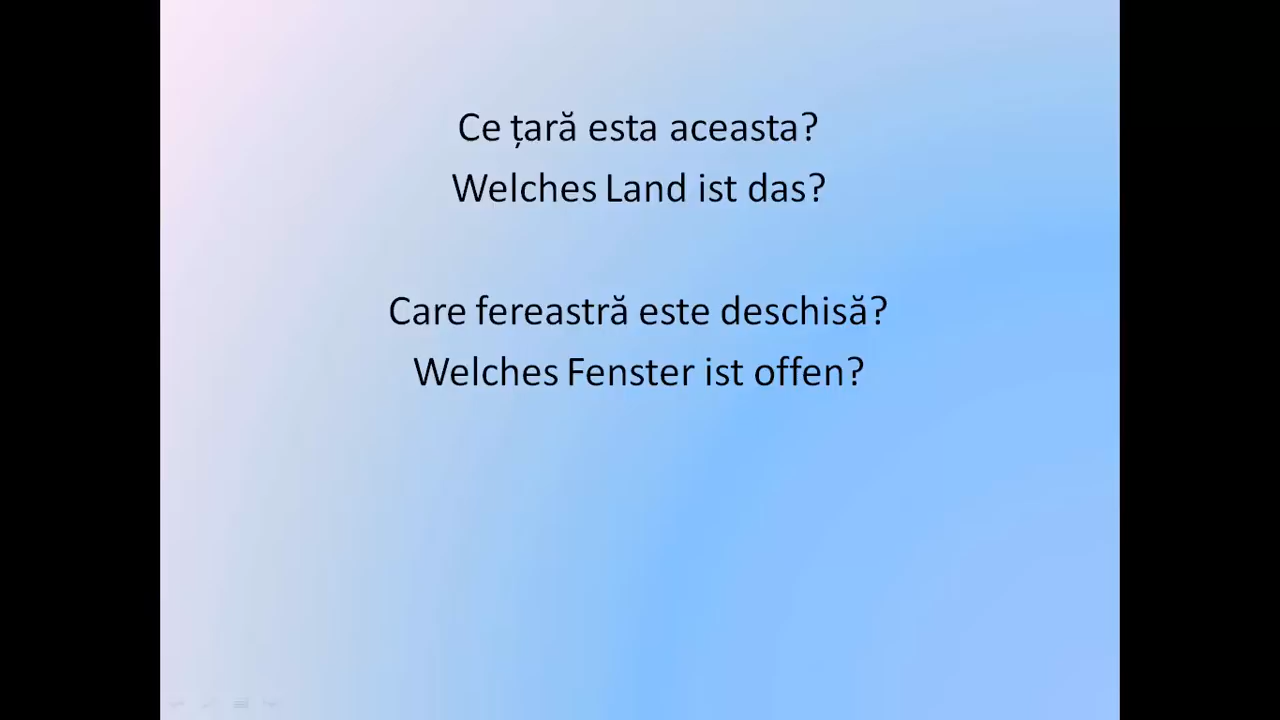 Ce țară esta aceasta?
Welches Land ist das?
Care fereastră este deschisă?
Welches Fenster ist offen?